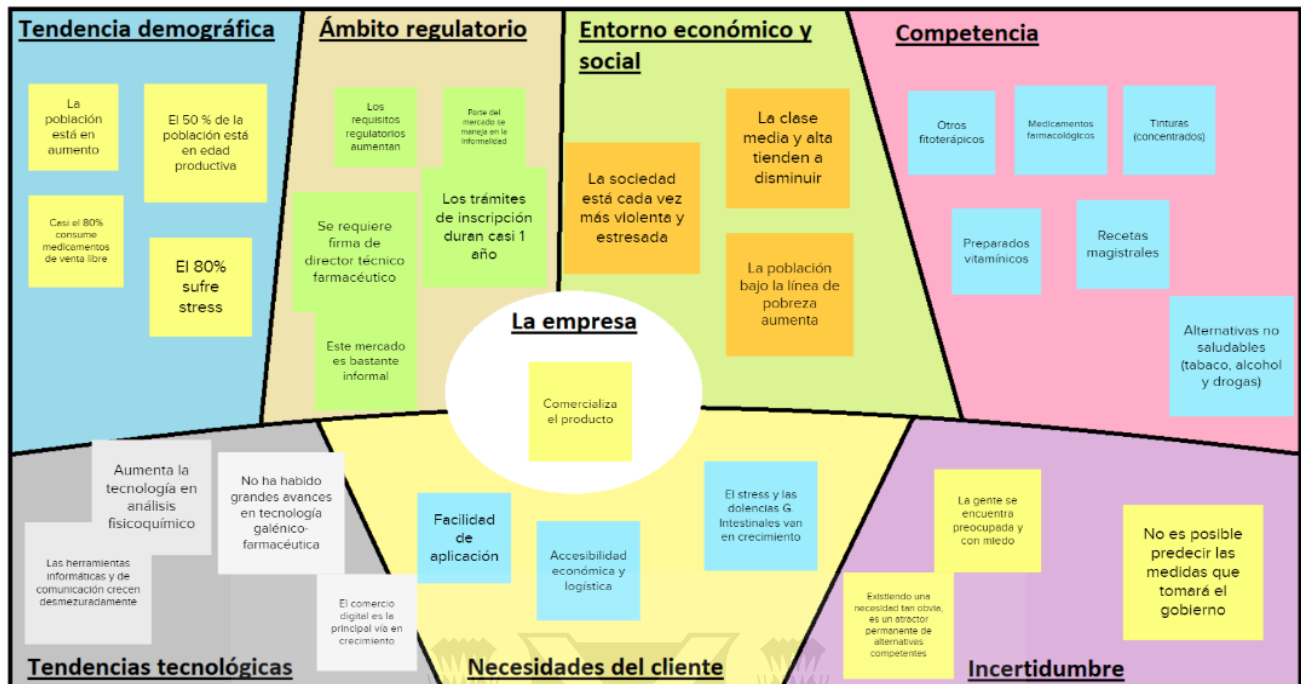 Tendencia demográfica
La
población
está en
aumento
El 50 % de la
población está
en edad
productiva
Casi el 80%
consume
medicamentos
de venta libre
El 80%
sufre
stress
Ámbito regulatorio
Los
requisitos
regulatorios
aumentan
Parte del
mercado se
maneja en la
informalidad
Se requiere
firma de
director técnico
farmacéutico
Los trámites
de inscripción
duran casi 1
año
Este mercado
es bastante
informal
Entorno económico y
social
La sociedad
está cada vez
más violenta y
estresada
La clase
media y alta
tienden a
disminuir
La población
bajo la línea de
pobreza
aumenta
Competencia
Otros
fitoterápicos
Medicamentos
farmacológicos
Tinturas
(concentrados)
Preparados
vitamínicos
Recetas
magistrales
Alternativas no
saludables
(tabaco, alcohol
y drogas)
La empresa
Comercializa
el producto
Aumenta la
tecnología en
análisis
fisicoquímico
No ha habido
grandes avances
en tecnología
galénico-
farmacéutica
Las herramientas
informáticas y de
comunicación crecen
desmezuradamente
El comercio
digital es la
principal vía en
crecimiento
Tendencias tecnológicas
Facilidad
de
aplicación
Accesibilidad
económica y
logística
El stress y las
dolencias G.
Intestinales van
en crecimiento
Necesidades del cliente
La gente se
encuentra
preocupada y
con miedo
Existiendo una
necesidad tan obvia,
es un atractor
permanente de
alternativas
competentes
No es posible
predecir las
medidas que
tomará el
gobierno
Incertidumbre